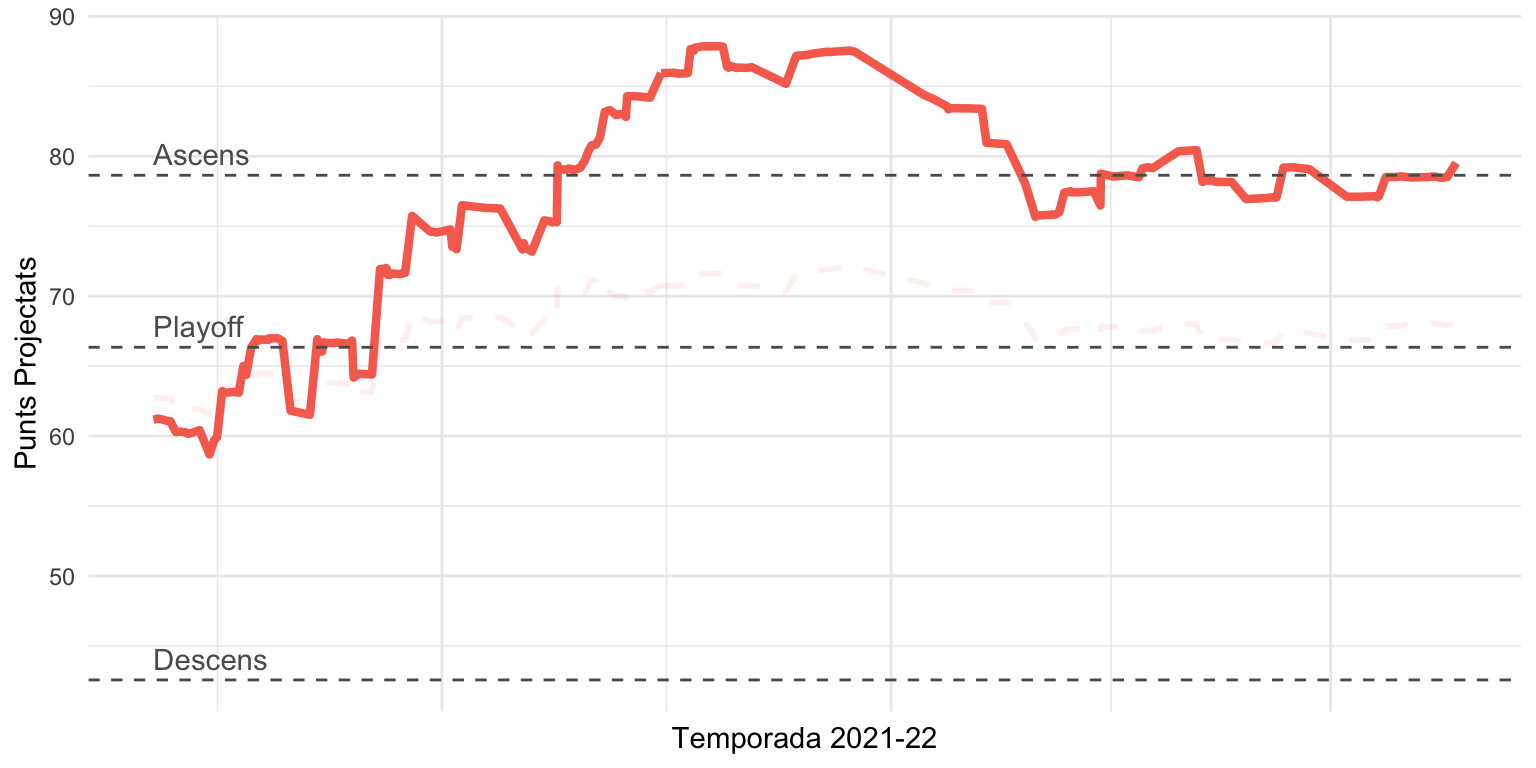 90
80
70
60
50
Ascens
Playoff
Descens
Punts Projectats
Temporada 2021-22